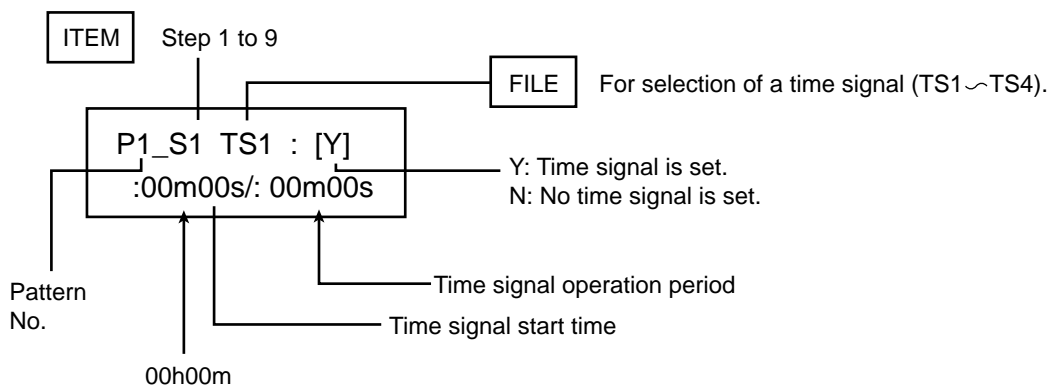 ITEM Step 1 to 9
FILE For selection of a time signal (TS1〜TS4).
P1_S1 TS1 : [Y]
:00m00s/: 00m00s
Y: Time signal is set.
N: No time signal is set.
Time signal operation period
Pattern
No.
Time signal start time
00h00m